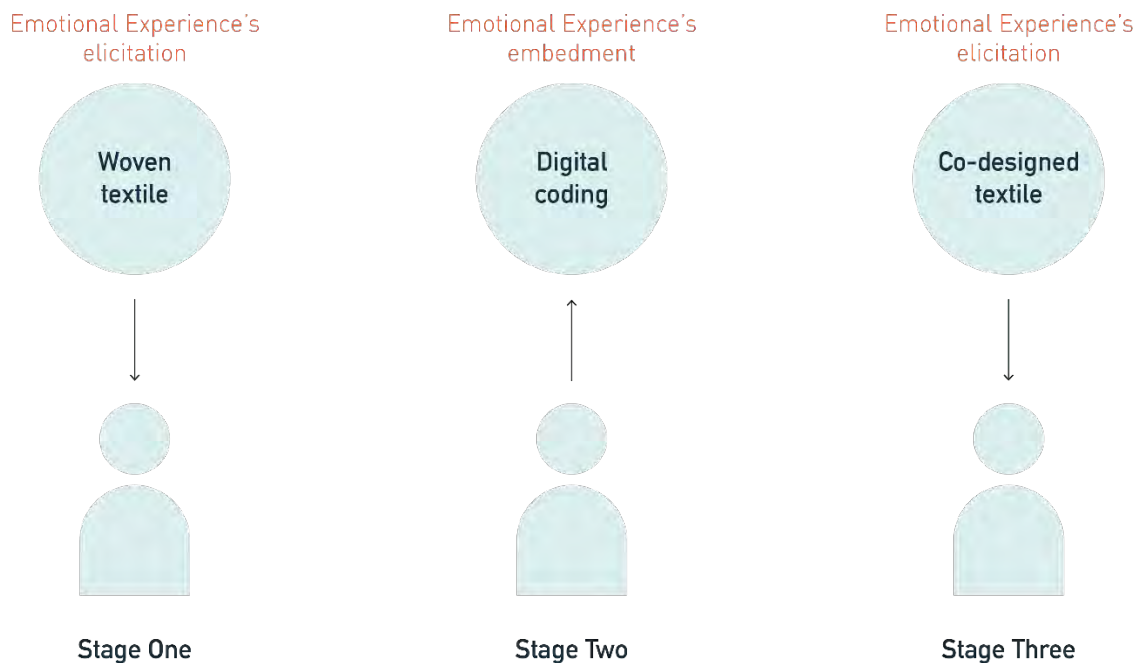 Emotional Experience's
elicitation
Woven
textile
Stage One
Emotional Experience's
embedment
Digital
coding
Stage Two
Emotional Experience's
elicitation
Co-designed
textile
Stage Three